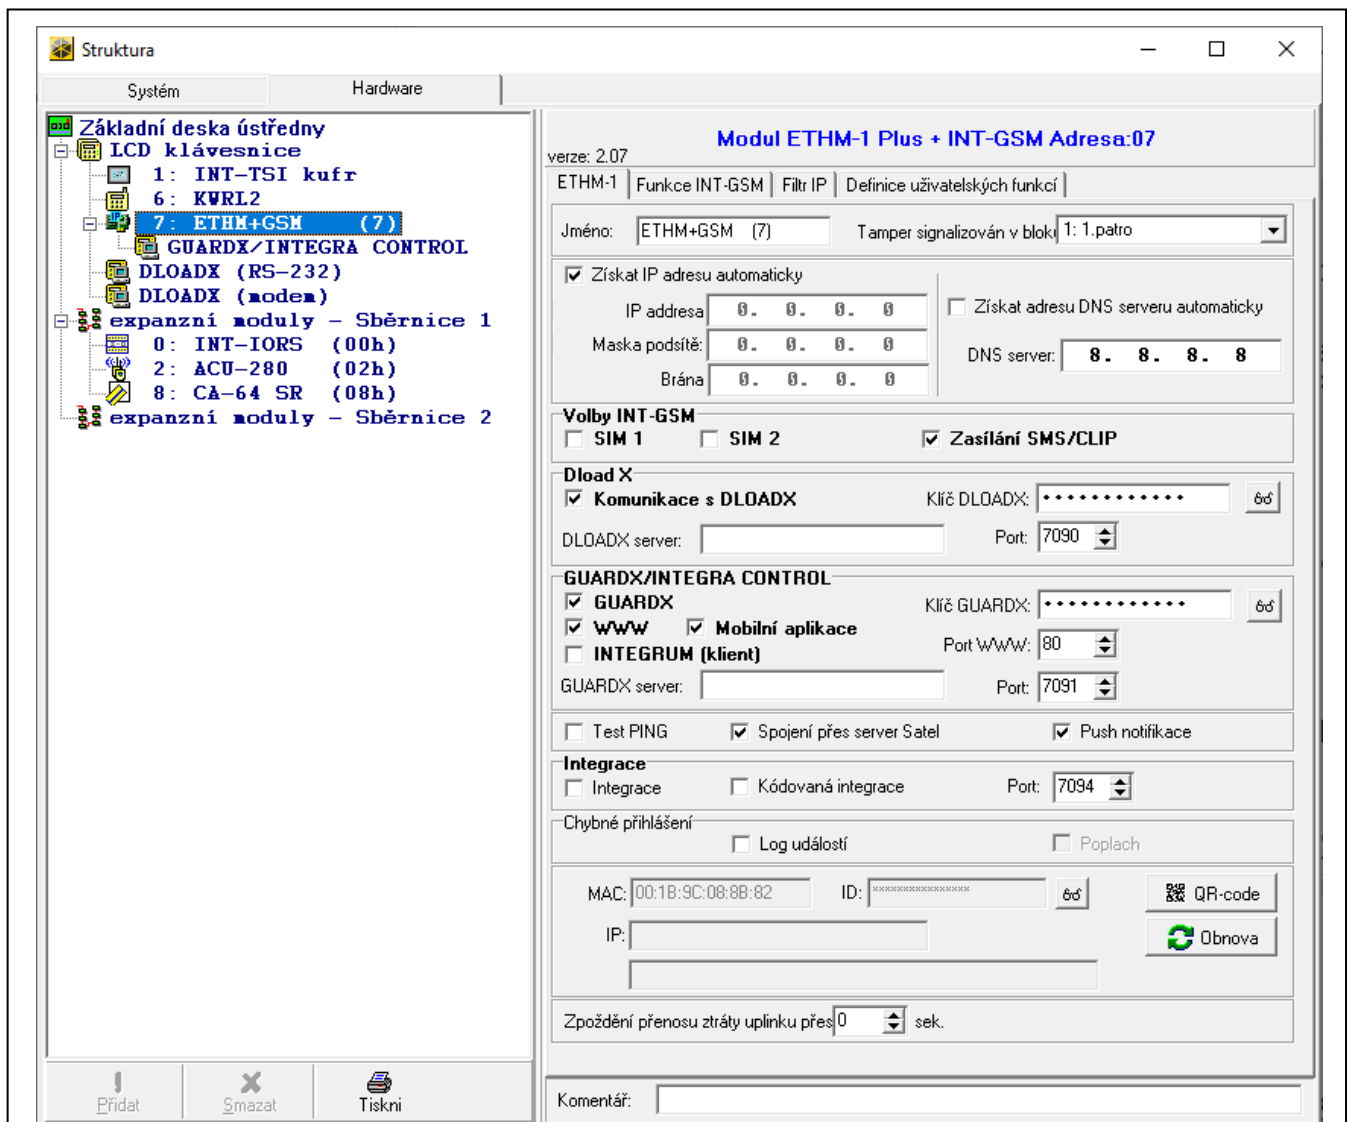 Struktura
Systém
Hardware
Základní deska ústředny
LCD klávesnice
1: INT-TSI kufr
6: KWRL2
7: ETHM+GSM (7)
GUARDX/INTEGRA CONTROL
DLOADX (RS-232)
DLOADX (modem)
expanzní moduly - Sběrnice 1
0: INT-IORS (00h)
2: ACU-280 (02h)
8: CA-64 SR (08h)
expanzní moduly - Sběrnice 2
Přidat
Smazat
Tiskni
Modul ETHM-1 Plus + INT-GSM Adresa:07
verze: 2.07
ETHM-1 Funkce INT-GSM Filtr IP Definice uživatelských funkcí
Jméno: ETHM+GSM (7) Tamper signalizován v bloku 1: 1.patro
Získat IP adresu automaticky
IP addresa 0. 0. 0. 0
Maska podsítě: 0. 0. 0. 0
Brána 0. 0. 0. 0
Získat adresu DNS serveru automaticky
DNS server: 8. 8. 8. 8
Volby INT-GSM
SIM 1 SIM 2 Zasílání SMS/CLIP
Dload X
Komunikace s DLOADX Klíč DLOADX: ••••••••••••
DLOADX server: Port: 7090
GUARDX/INTEGRA CONTROL
GUARDX Klíč GUARDX: ••••••••••••
WWW Mobilní aplikace Port WWW: 80
INTEGRUM (klient)
GUARDX server: Port: 7091
Test PING Spojení přes server Satel Push notifikace
Integrace
Integrace Kódovaná integrace Port: 7094
Chybné přihlášení
Log událostí Poplach
MAC: 00:1B:9C:08:8B:82 ID: **************** QR-code
IP: Obnova
Zpoždění přenosu ztráty uplinku přes 0 sek.
Komentář: